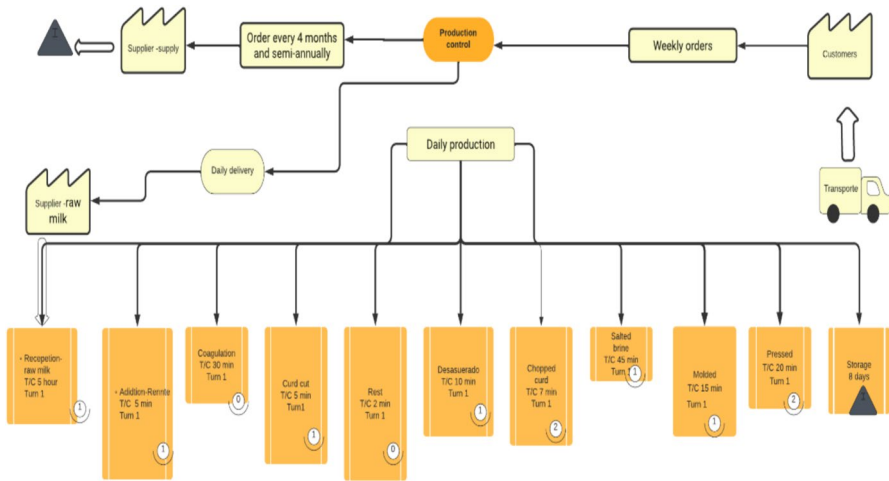 Supplier -supply
Order every 4 months
and semi-annually
Production
control
Weekly orders
Customers
Daily production
Daily delivery
Transporte
Supplier -raw
milk
- Recepetion-
raw milk
T/C 5 hour
Turn 1
1
- Adidtion-Rennte
T/C 5 min
Turn 1
1
Coagulation
T/C 30 min
Turn 1
0
Curd cut
T/C 5 min
Turn1
1
Rest
T/C 2 min
Turn 1
0
Desasuerado
T/C 10 min
Turn 1
1
Chopped
curd
T/C 7 min
Turn 1
2
Salted
brine
T/C 45 min
Turn 1
1
Molded
T/C 15 min
Turn 1
1
Pressed
T/C 20 min
Turn 1
2
Storage
8 days